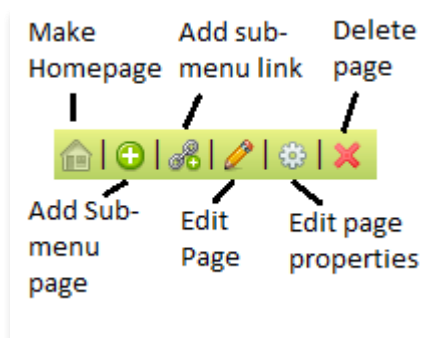 Make
Homepage
Add sub-
menu link
Delete
page
Add Sub-
menu
page
Edit
Page
Edit page
properties